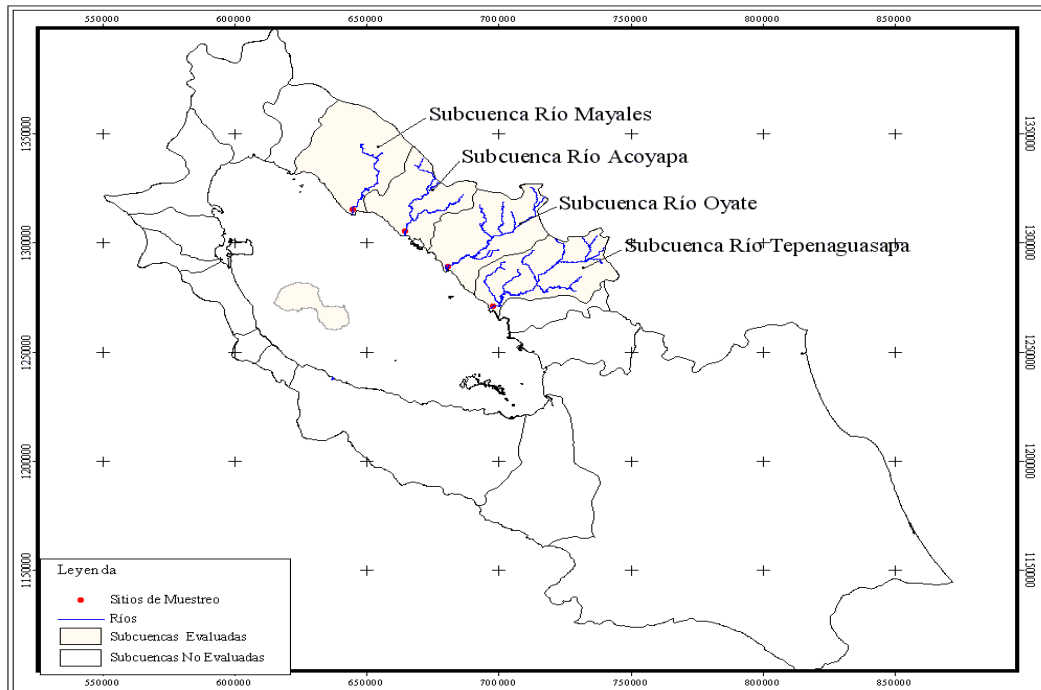 550000 600000 650000 700000 750000 800000 850000
1350000 1350000
Subcuenca Río Mayales
Subcuenca Río Acoyapa
Subcuenca Río Oyate
1300000 1300000
Subcuenca Río Tepenaguasapa
1250000 1250000
1200000 1200000
1150000 1150000
Leyenda
Sitios de Muestreo
Ríos
Subcuencas Evaluadas
Subcuencas No Evaluadas
550000 600000 650000 700000 750000 800000 850000